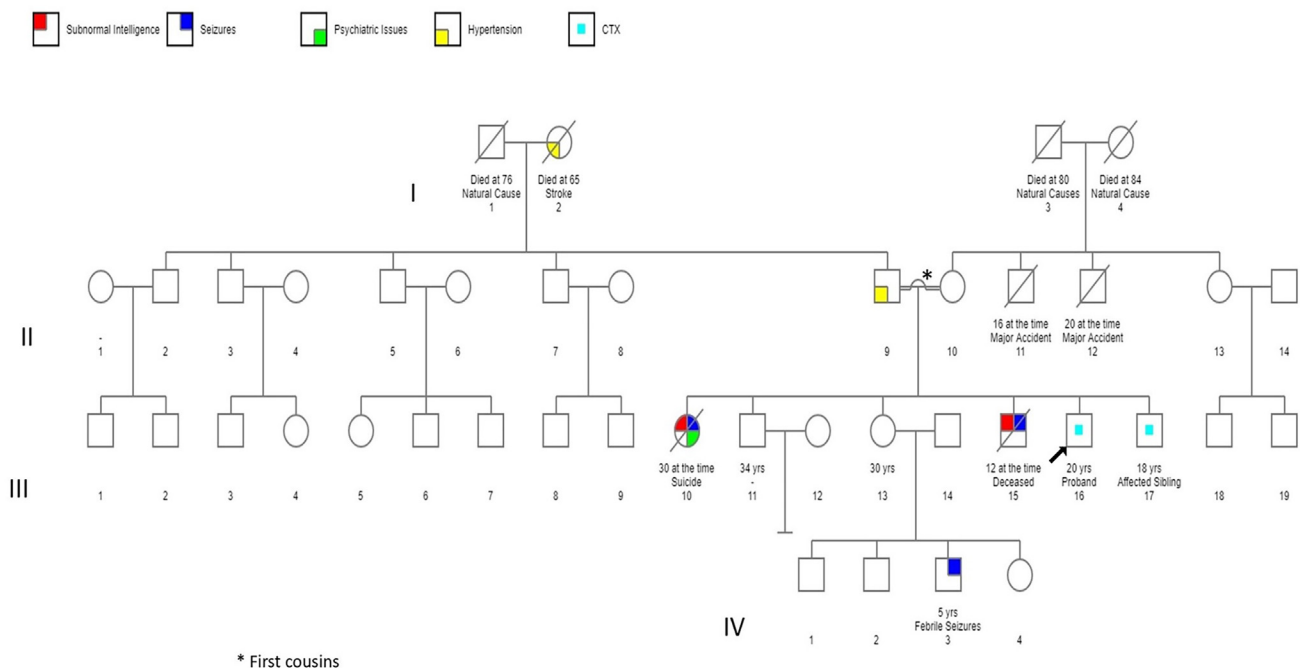 Subnormal Intelligence Seizures Psychiatric Issues Hypertension CTX
I
Died at 76 Died at 65 Died at 80 Died at 84
Natural Cause Stroke Natural Causes Natural Cause
1 2 3 4
*
II
16 at the time 20 at the time
Major Accident Major Accident
- 
1 2 3 4 5 6 7 8 9 10 11 12 13 14
III
30 at the time 34 yrs 30 yrs 12 at the time 20 yrs 18 yrs
Suicide - Deceased Proband Affected Sibling
1 2 3 4 5 6 7 8 9 10 11 12 13 14 15 16 17 18 19
5 yrs
Febrile Seizures
IV
1 2 3 4
* First cousins